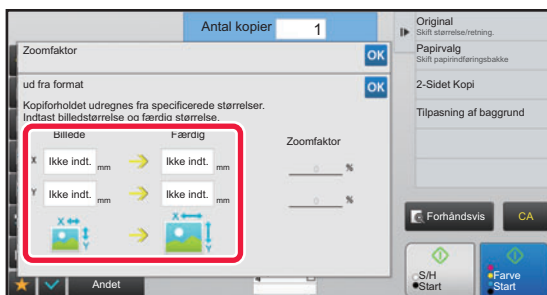 Antal kopier 1
Zoomfaktor
OK
ud fra format
OK
Kopiforholdet udregnes fra specificerede størrelser.
Indtast billedstørrelse og færdig størrelse.
Billede Færdig
Zoomfaktor
X Ikke indt. mm Ikke indt. mm 0 %
Y Ikke indt. mm Ikke indt. mm 0 %
X X
Y Y
Andet
Original
Skift størrelse/retning.
Papirvalg
Skift papirindføringsbakke
2-Sidet Kopi
Tilpasning af baggrund
Forhåndsvis
CA
S/H
Start
Farve
Start